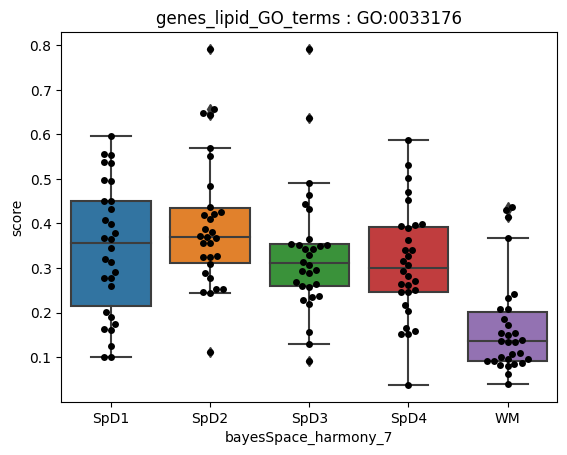 genes_lipid_GO_terms : GO:0033176
0.8
0.7
0.6
0.5
0.4
0.3
0.2
0.1
score
SpD1 SpD2 SpD3 SpD4 WM
bayesSpace_harmony_7